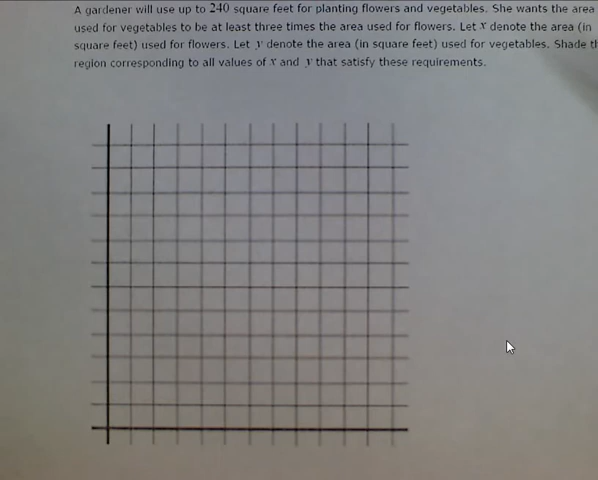 A gardener will use up to 240 square feet for planting flowers and vegetables. She wants the area
used for vegetables to be at least three times the area used for flowers. Let x denote the area (in
square feet) used for flowers. Let y denote the area (in square feet) used for vegetables. Shade th
region corresponding to all values of x and y that satisfy these requirements.